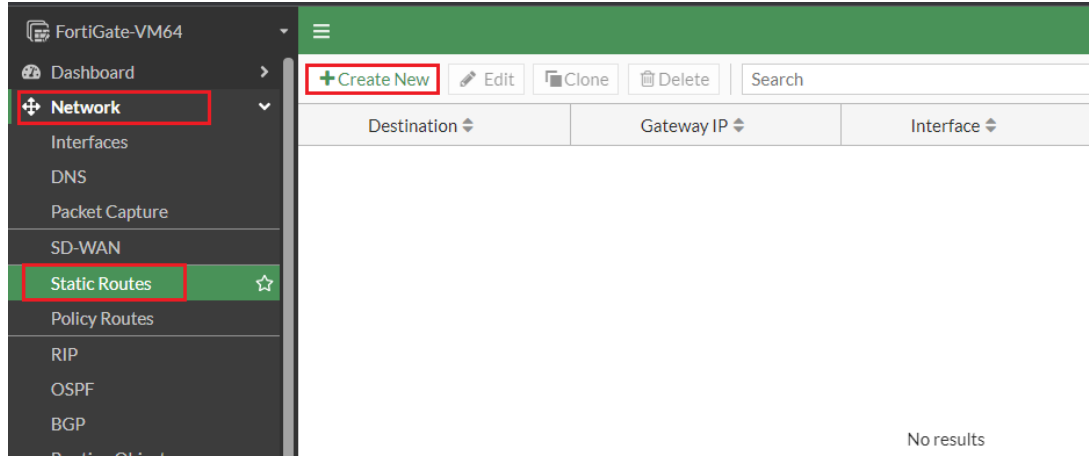 FortiGate-VM64
Dashboard
Network
Interfaces
DNS
Packet Capture
SD-WAN
Static Routes
Policy Routes
RIP
OSPF
BGP
+Create New Edit Clone Delete Search
Destination Gateway IP Interface
No results